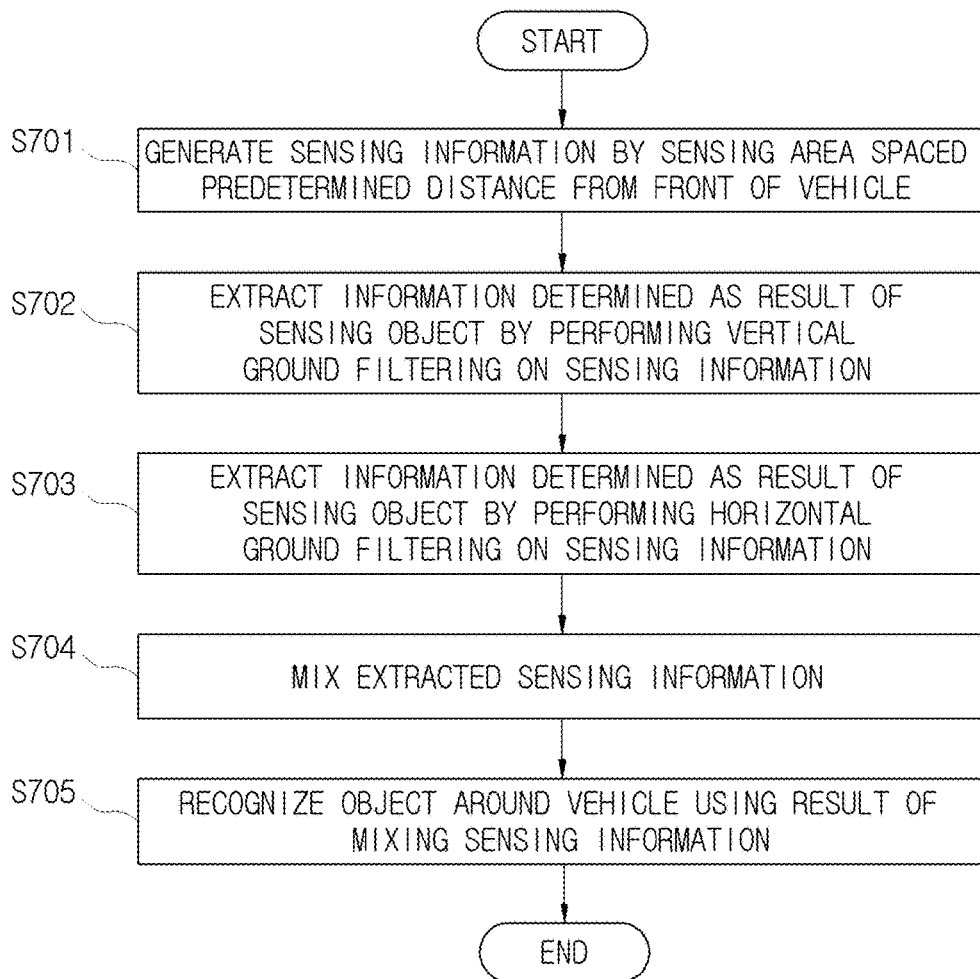 START
S701
GENERATE SENSING INFORMATION BY SENSING AREA SPACED
PREDETERMINED DISTANCE FROM FRONT OF VEHICLE
S702
EXTRACT INFORMATION DETERMINED AS RESULT OF
SENSING OBJECT BY PERFORMING VERTICAL
GROUND FILTERING ON SENSING INFORMATION
S703
EXTRACT INFORMATION DETERMINED AS RESULT OF
SENSING OBJECT BY PERFORMING HORIZONTAL
GROUND FILTERING ON SENSING INFORMATION
S704
MIX EXTRACTED SENSING INFORMATION
S705
RECOGNIZE OBJECT AROUND VEHICLE USING RESULT OF
MIXING SENSING INFORMATION
END